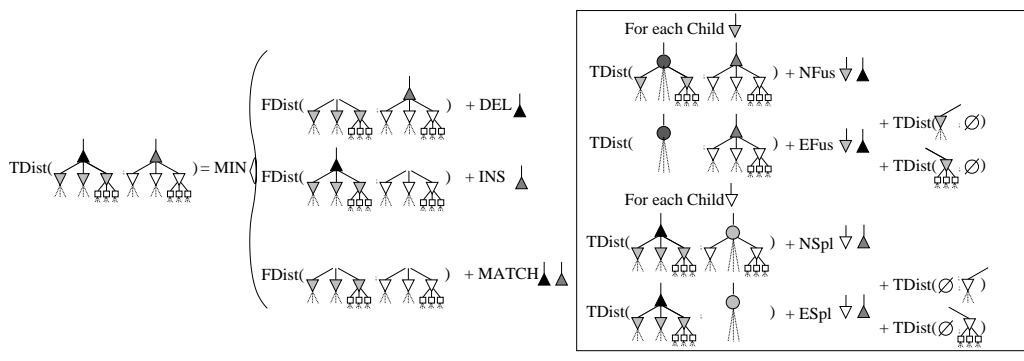 TDist( , ) = MIN
FDist( , ) + DEL
FDist( , ) + INS
FDist( , ) + MATCH
For each Child
TDist( , ) + NFus
TDist( , ) + EFus + TDist( , ∅)
+ TDist( , ∅)
For each Child
TDist( , ) + NSpl
TDist( , ) + ESpl + TDist(∅ , )
+ TDist(∅ , )